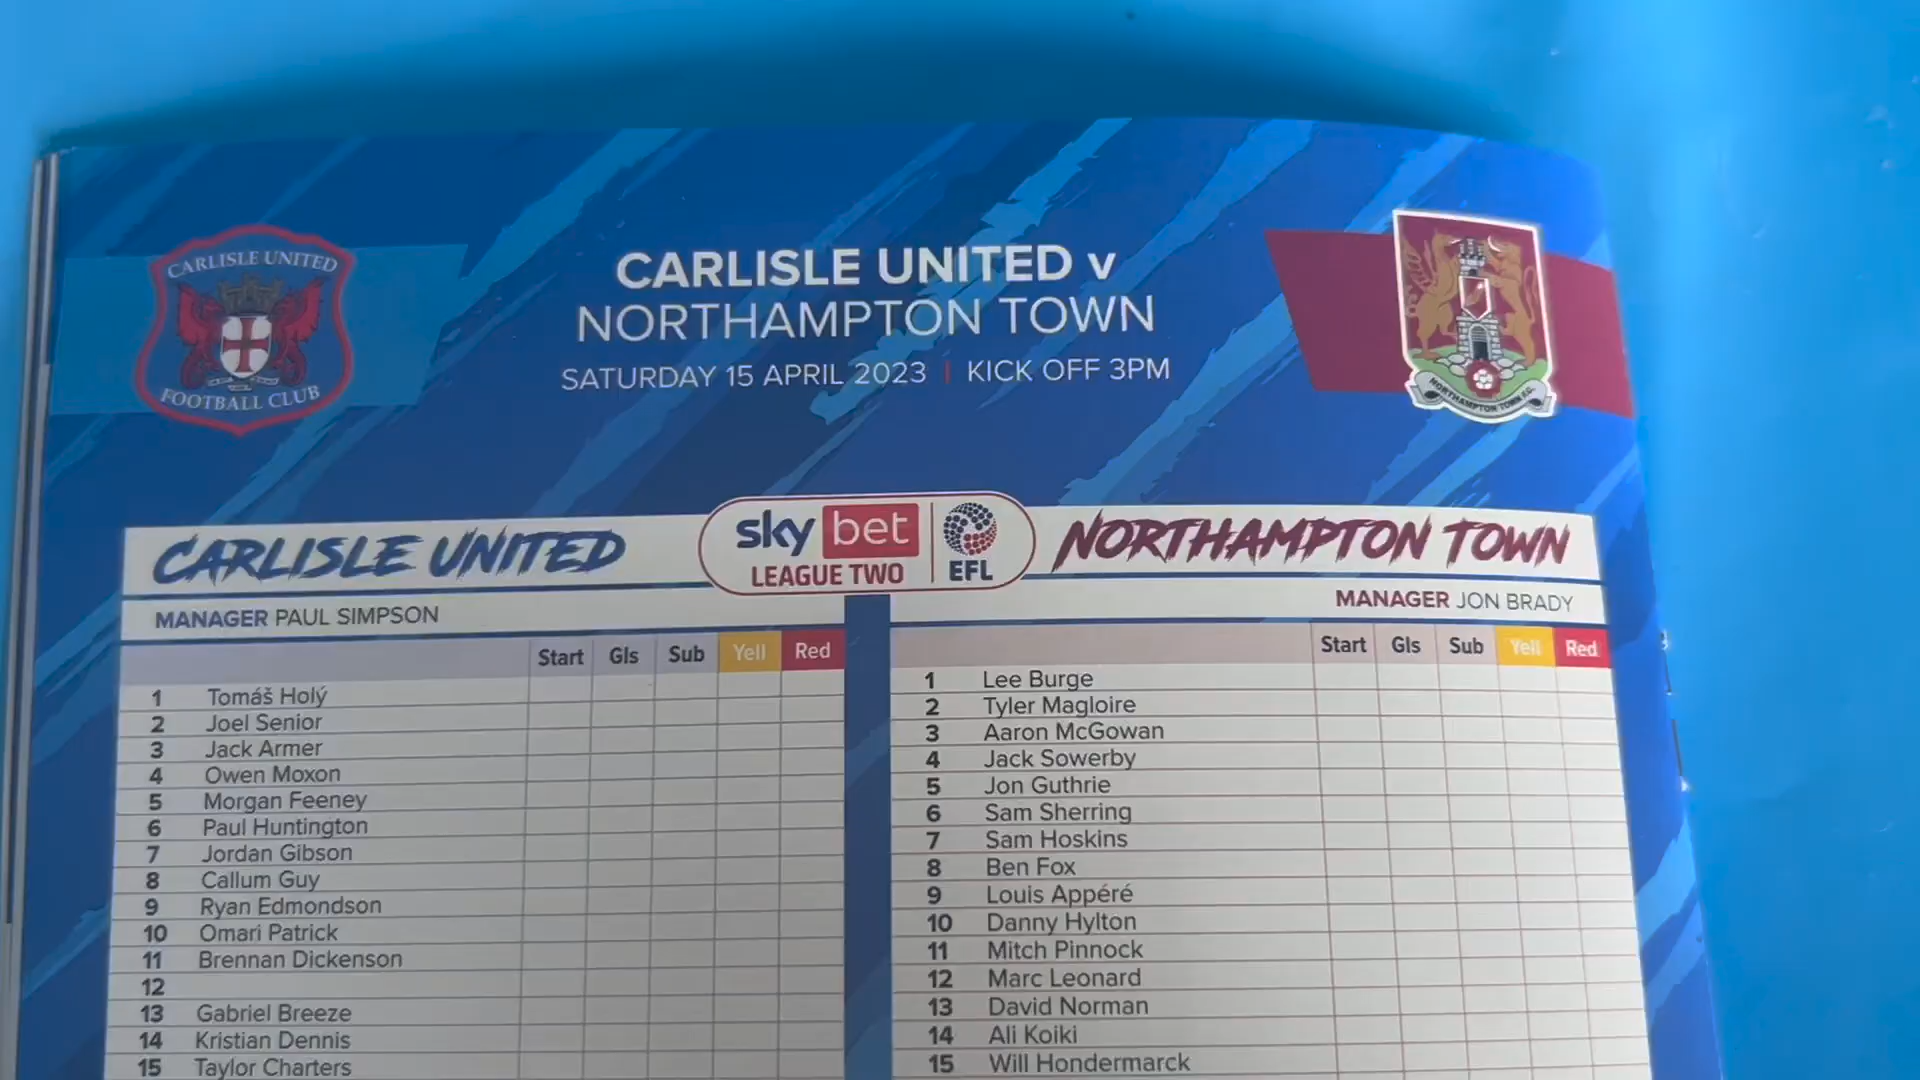 CARLISLE UNITED
FOOTBALL CLUB
CARLISLE UNITED v
NORTHAMPTON TOWN
SATURDAY 15 APRIL 2023 | KICK OFF 3PM
NORTHAMPTON TOWN F.C.
CARLISLE UNITED
sky bet
LEAGUE TWO
EFL
NORTHAMPTON TOWN
MANAGER PAUL SIMPSON
MANAGER JON BRADY
Start Gls Sub Yell Red
1 Tomáš Holý
2 Joel Senior
3 Jack Armer
4 Owen Moxon
5 Morgan Feeney
6 Paul Huntington
7 Jordan Gibson
8 Callum Guy
9 Ryan Edmondson
10 Omari Patrick
11 Brennan Dickenson
12
13 Gabriel Breeze
14 Kristian Dennis
15 Taylor Charters
Start Gls Sub Yell Red
1 Lee Burge
2 Tyler Magloire
3 Aaron McGowan
4 Jack Sowerby
5 Jon Guthrie
6 Sam Sherring
7 Sam Hoskins
8 Ben Fox
9 Louis Appéré
10 Danny Hylton
11 Mitch Pinnock
12 Marc Leonard
13 David Norman
14 Ali Koiki
15 Will Hondermarck